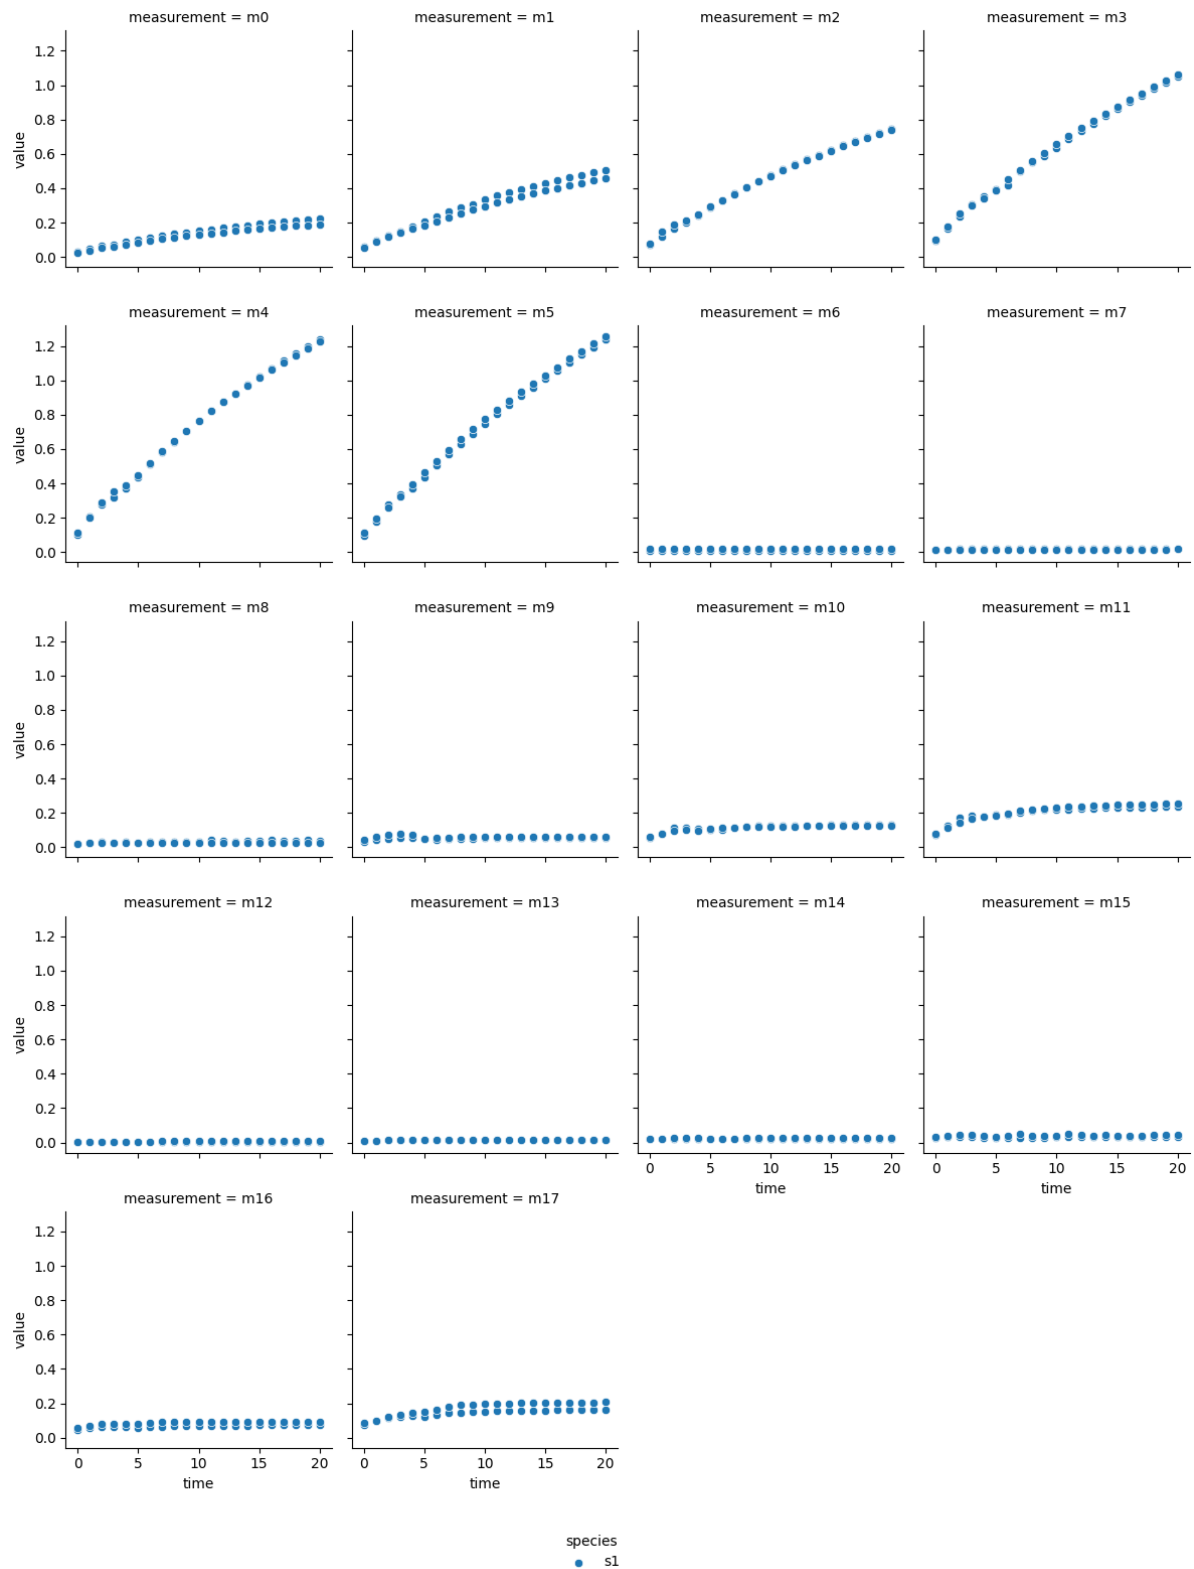 measurement = m0 measurement = m1 measurement = m2 measurement = m3
1.2
1.0
0.8
0.6
0.4
0.2
0.0
value
measurement = m4 measurement = m5 measurement = m6 measurement = m7
1.2
1.0
0.8
0.6
0.4
0.2
0.0
value
measurement = m8 measurement = m9 measurement = m10 measurement = m11
1.2
1.0
0.8
0.6
0.4
0.2
0.0
value
measurement = m12 measurement = m13 measurement = m14 measurement = m15
1.2
1.0
0.8
0.6
0.4
0.2
0.0
value
0 5 10 15 20 0 5 10 15 20
time time
measurement = m16 measurement = m17
1.2
1.0
0.8
0.6
0.4
0.2
0.0
value
0 5 10 15 20 0 5 10 15 20
time time
species
s1